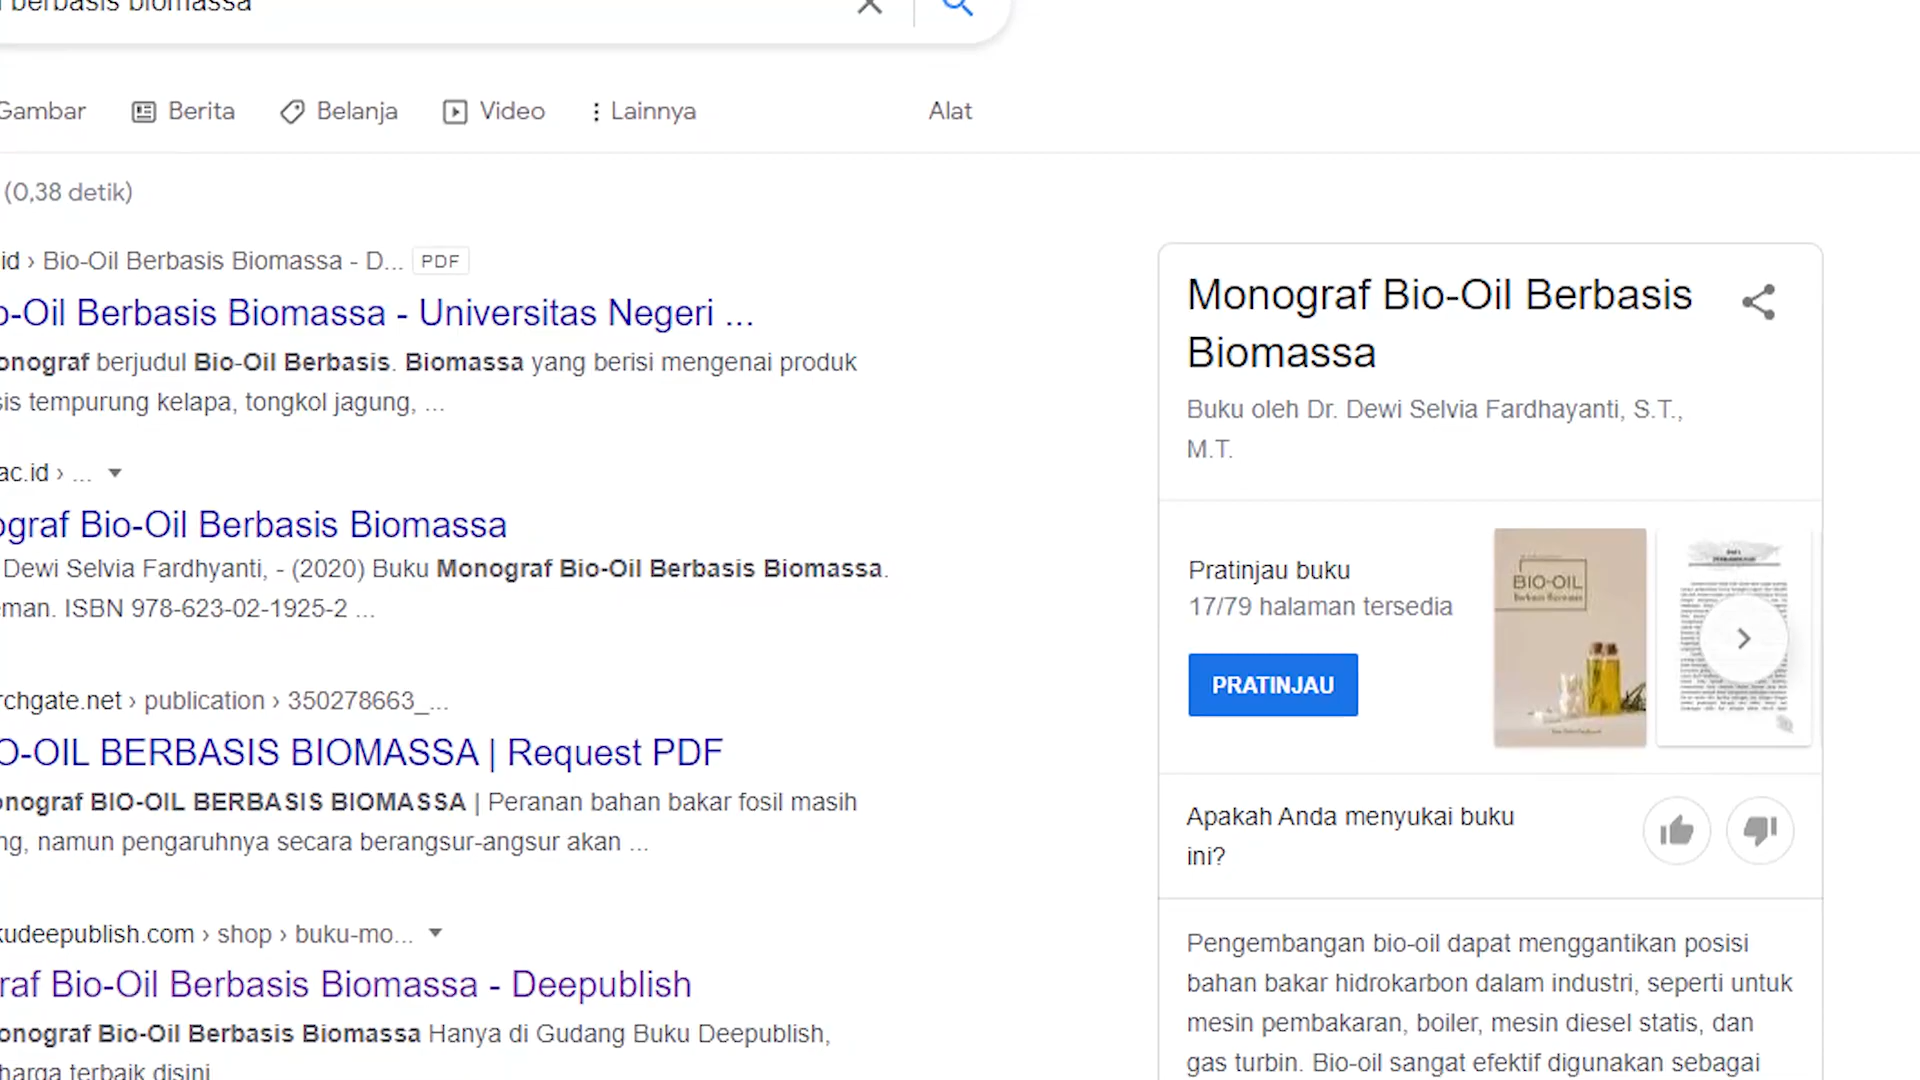 berbasis biomassa
Gambar
Berita
Belanja
Video
Lainnya
Alat
(0,38 detik)
id › Bio-Oil Berbasis Biomassa - D... PDF
o-Oil Berbasis Biomassa - Universitas Negeri ...
onograf berjudul Bio-Oil Berbasis. Biomassa yang berisi mengenai produk
sis tempurung kelapa, tongkol jagung, ...
ac.id › ...
ograf Bio-Oil Berbasis Biomassa
Dewi Selvia Fardhyanti, - (2020) Buku Monograf Bio-Oil Berbasis Biomassa.
eman. ISBN 978-623-02-1925-2 ...
rchgate.net › publication › 350278663_...
O-OIL BERBASIS BIOMASSA | Request PDF
onograf BIO-OIL BERBASIS BIOMASSA | Peranan bahan bakar fosil masih
ng, namun pengaruhnya secara berangsur-angsur akan ...
kudeepublish.com › shop › buku-mo...
raf Bio-Oil Berbasis Biomassa - Deepublish
onograf Bio-Oil Berbasis Biomassa Hanya di Gudang Buku Deepublish,
harga terbaik disini
Monograf Bio-Oil Berbasis
Biomassa
Buku oleh Dr. Dewi Selvia Fardhayanti, S.T.,
M.T.
Pratinjau buku
17/79 halaman tersedia
PRATINJAU
BIO-OIL
Berbasis Biomassa
Apakah Anda menyukai buku
ini?
Pengembangan bio-oil dapat menggantikan posisi
bahan bakar hidrokarbon dalam industri, seperti untuk
mesin pembakaran, boiler, mesin diesel statis, dan
gas turbin. Bio-oil sangat efektif digunakan sebagai